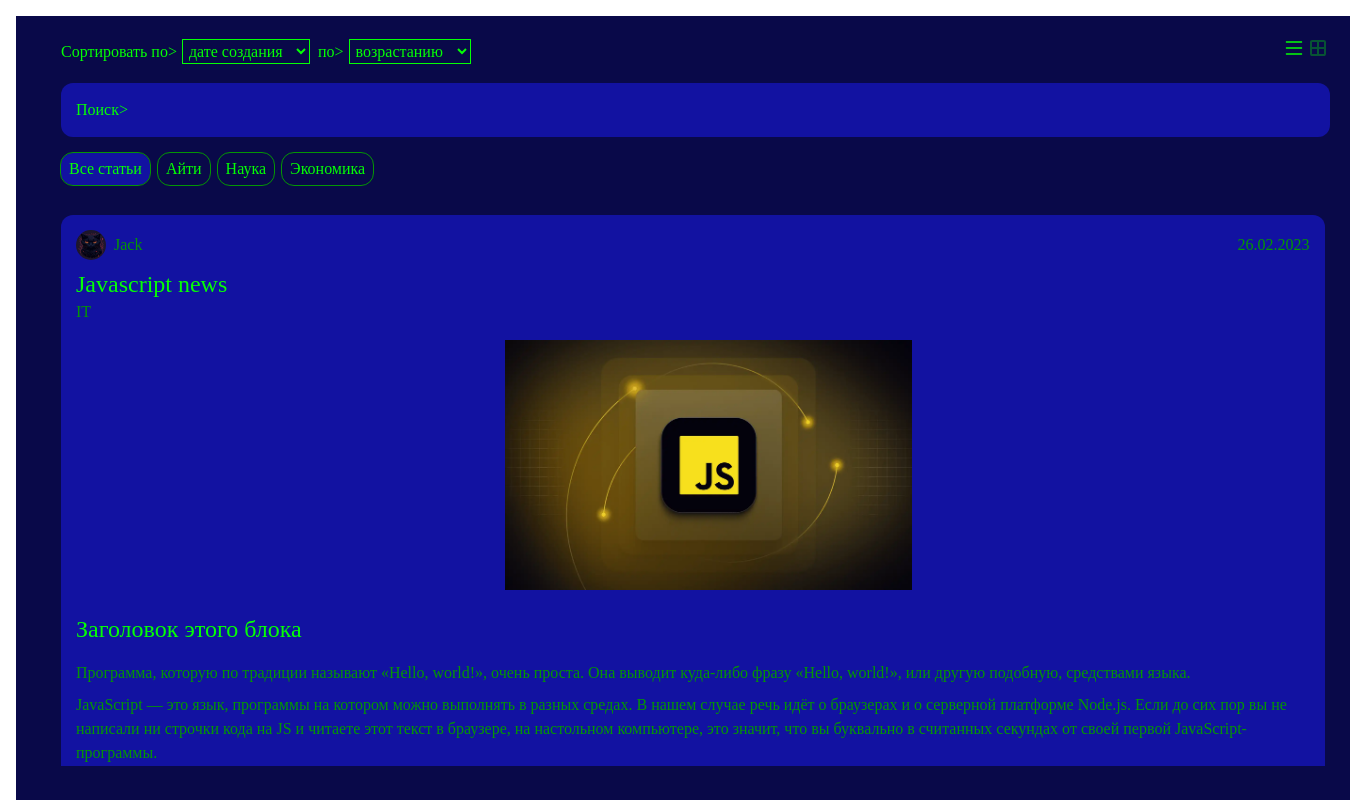 Сортировать по> дате создания по> возрастанию
Поиск>
Все статьи Айти Наука Экономика
Jack 26.02.2023
Javascript news
IT
JS
Заголовок этого блока
Программа, которую по традиции называют «Hello, world!», очень проста. Она выводит куда-либо фразу «Hello, world!», или другую подобную, средствами языка.
JavaScript — это язык, программы на котором можно выполнять в разных средах. В нашем случае речь идёт о браузерах и о серверной платформе Node.js. Если до сих пор вы не
написали ни строчки кода на JS и читаете этот текст в браузере, на настольном компьютере, это значит, что вы буквально в считанных секундах от своей первой JavaScript-
программы.